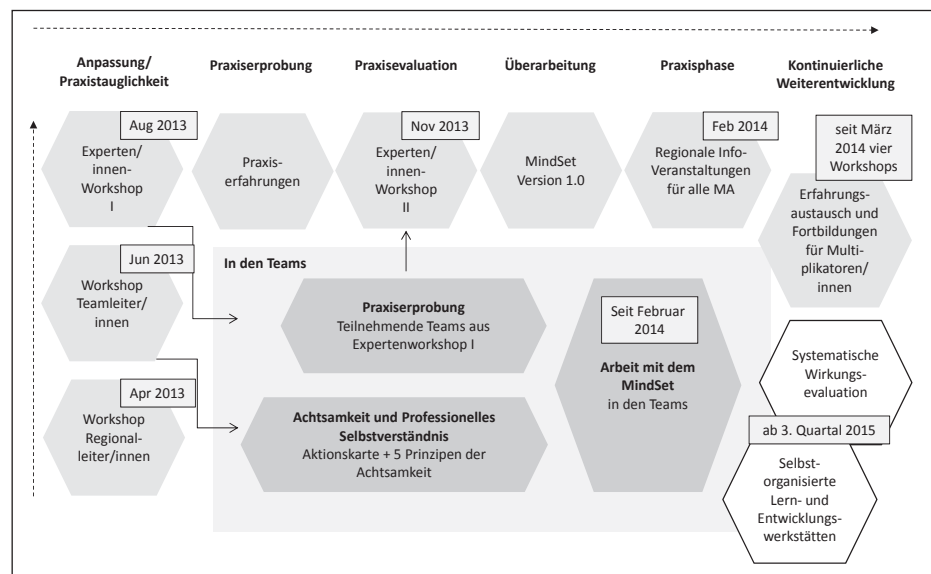 Anpassung/
Praxistauglichkeit
Praxiserprobung
Praxisevaluation
Überarbeitung
Praxisphase
Kontinuierliche
Weiterentwicklung
Aug 2013
Experten/
innen-
Workshop
I
Praxis-
erfahrungen
Nov 2013
Experten/
innen-
Workshop
II
MindSet
Version 1.0
Feb 2014
Regionale Info-
Veranstaltungen
für alle MA
seit März
2014 vier
Workshops
Erfahrungs-
austausch und
Fortbildungen
für Multi-
plikatoren/
innen
Jun 2013
Workshop
Teamleiter/
innen
In den Teams
Praxiserprobung
Teilnehmende Teams aus
Expertenworkshop I
Seit Februar
2014
Arbeit mit dem
MindSet
in den Teams
Systematische
Wirkungs-
evaluation
Apr 2013
Workshop
Regional-
leiter/innen
Achtsamkeit und Professionelles
Selbstverständnis
Aktionskarte + 5 Prinzipen der
Achtsamkeit
ab 3. Quartal 2015
Selbst-
organisierte
Lern- und
Entwicklungs-
werkstätten